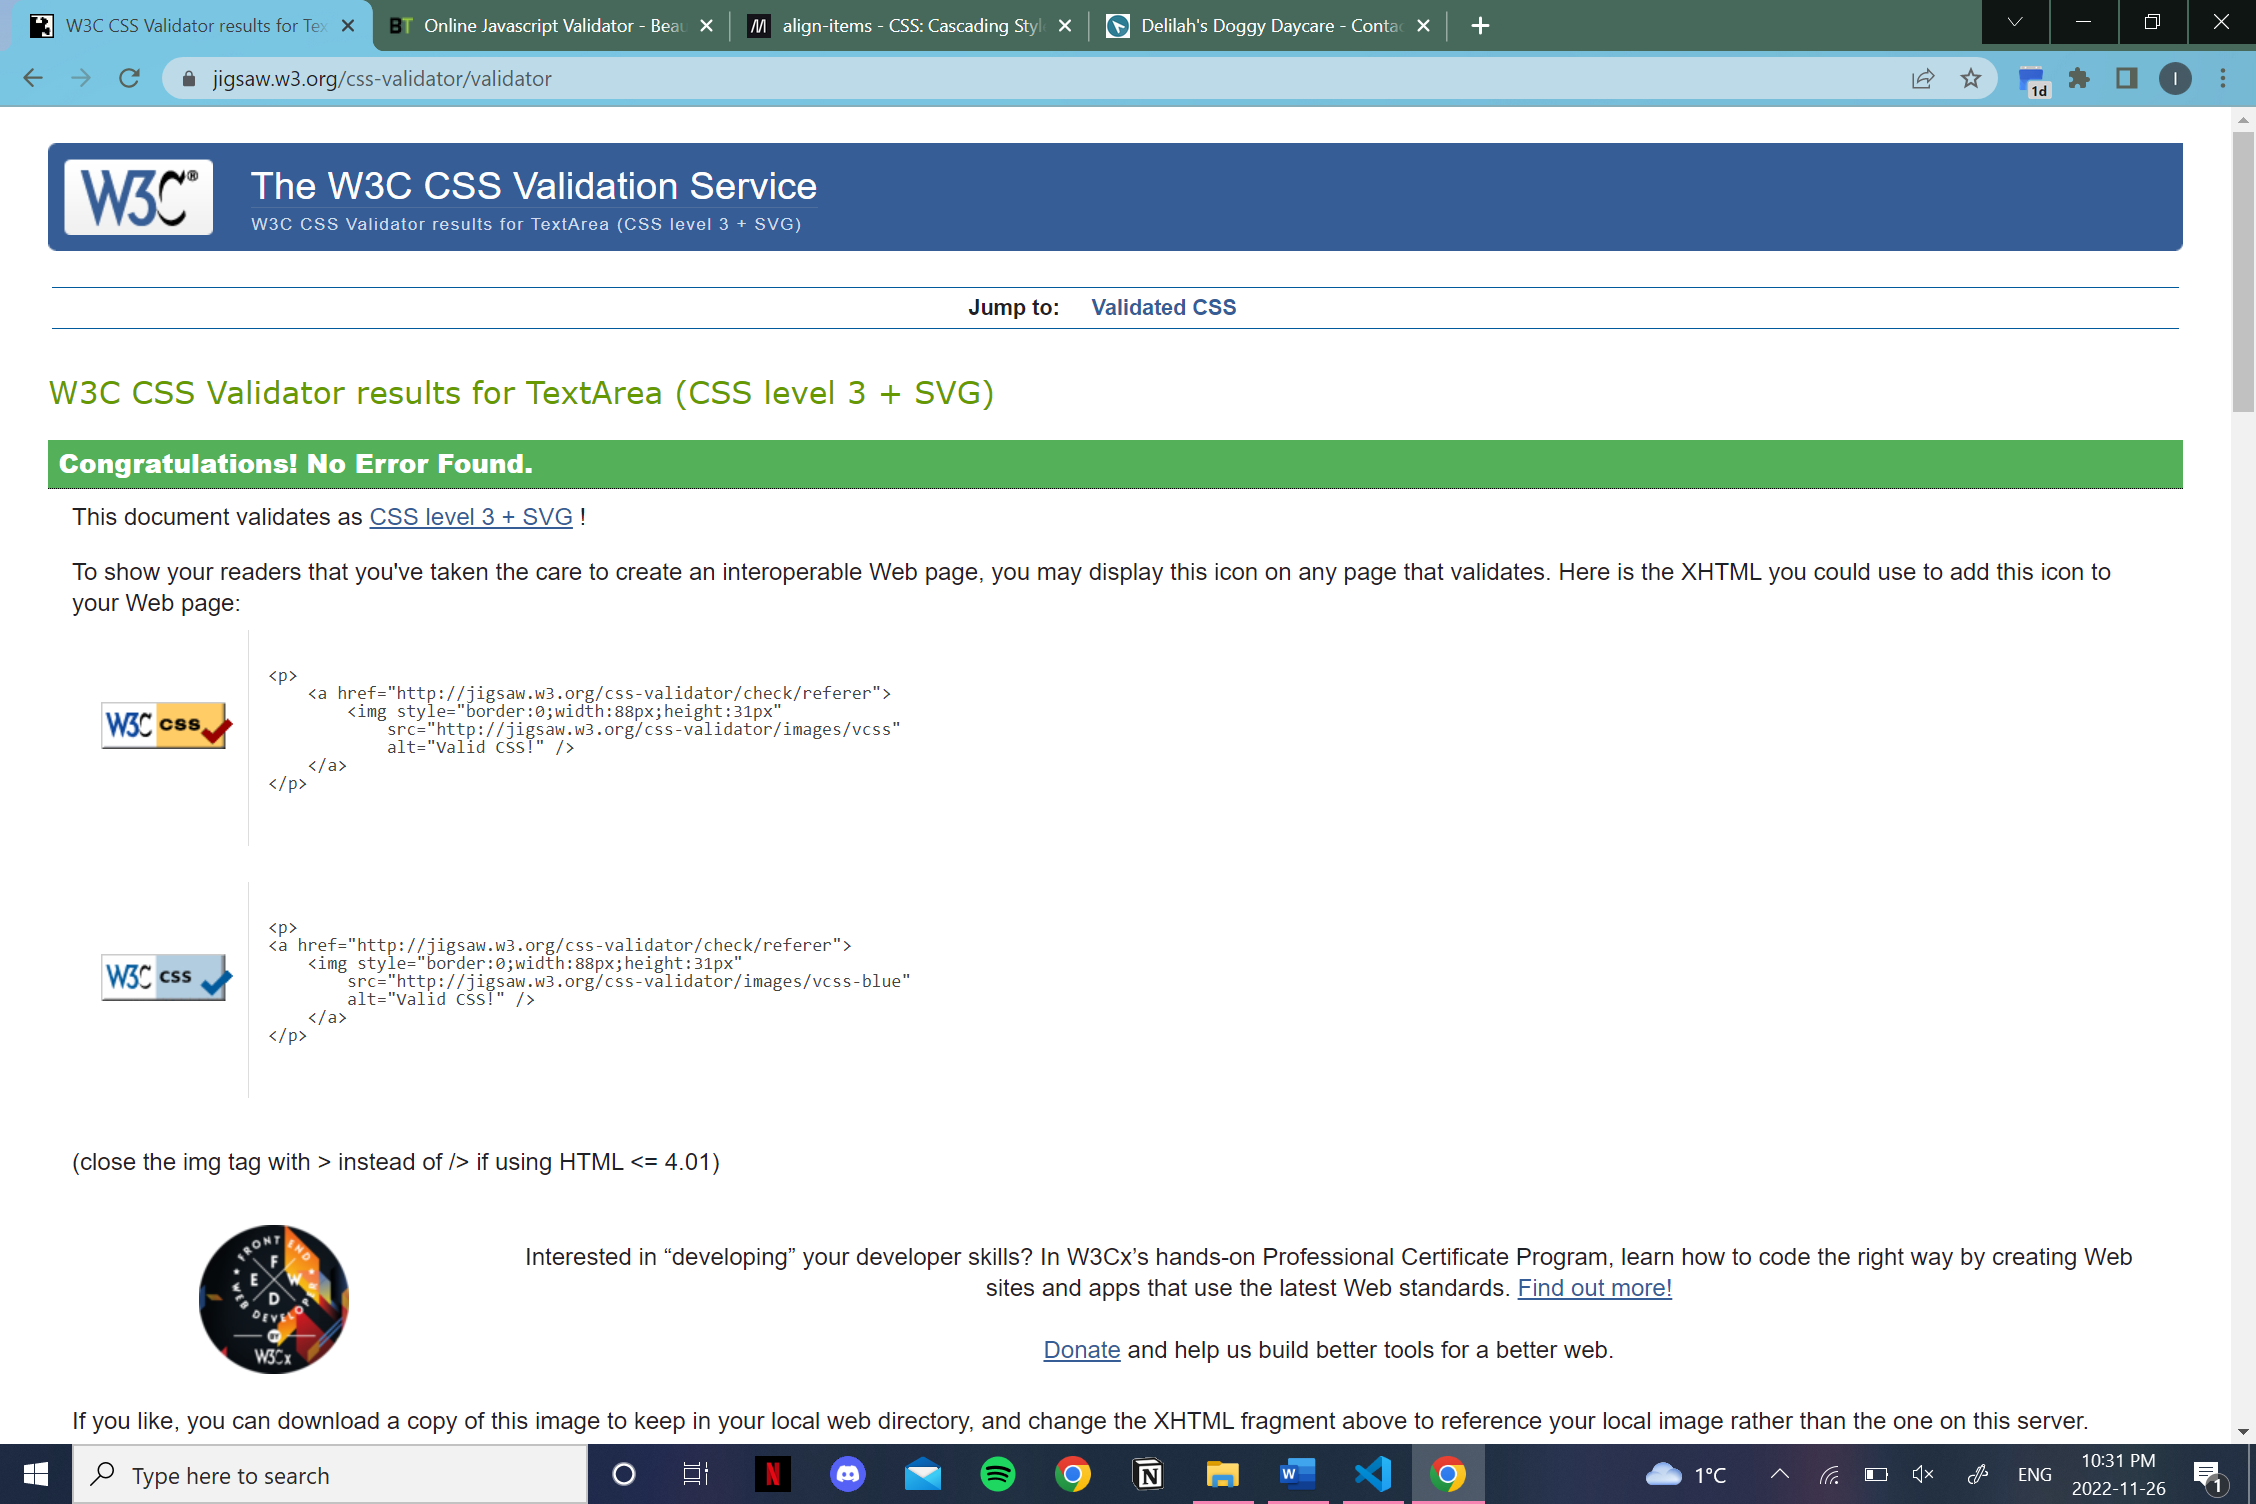 W3C CSS Validator results for Tex
BT Online Javascript Validator - Beau
align-items - CSS: Cascading Styl
Delilah's Doggy Daycare - Contac
jigsaw.w3.org/css-validator/validator
1d
I
W3C®
The W3C CSS Validation Service
W3C CSS Validator results for TextArea (CSS level 3 + SVG)
Jump to: Validated CSS
W3C CSS Validator results for TextArea (CSS level 3 + SVG)
Congratulations! No Error Found.
This document validates as CSS level 3 + SVG !
To show your readers that you've taken the care to create an interoperable Web page, you may display this icon on any page that validates. Here is the XHTML you could use to add this icon to
your Web page:
W3C css
<p>
<a href="http://jigsaw.w3.org/css-validator/check/referer">
<img style="border:0;width:88px;height:31px"
src="http://jigsaw.w3.org/css-validator/images/vcss"
alt="Valid CSS!" />
</a>
</p>
W3C css
<p>
<a href="http://jigsaw.w3.org/css-validator/check/referer">
<img style="border:0;width:88px;height:31px"
src="http://jigsaw.w3.org/css-validator/images/vcss-blue"
alt="Valid CSS!" />
</a>
</p>
(close the img tag with > instead of /> if using HTML <= 4.01)
FRONT END
F
E W
D
WEB DEVELOPER
BY
W3Cx
Interested in “developing” your developer skills? In W3Cx’s hands-on Professional Certificate Program, learn how to code the right way by creating Web
sites and apps that use the latest Web standards. Find out more!
Donate and help us build better tools for a better web.
If you like, you can download a copy of this image to keep in your local web directory, and change the XHTML fragment above to reference your local image rather than the one on this server.
Type here to search
N
N
W
1°C
ENG
10:31 PM
2022-11-26
1